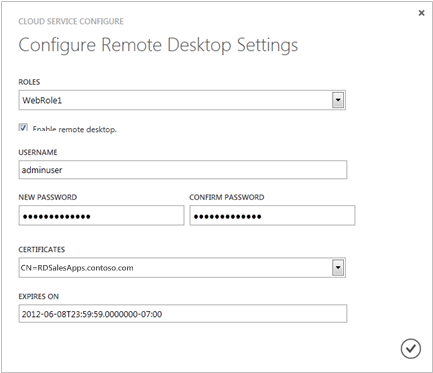 CLOUD SERVICE CONFIGURE
Configure Remote Desktop Settings
ROLES
WebRole1
Enable remote desktop.
USERNAME
adminuser
NEW PASSWORD CONFIRM PASSWORD
●●●●●●●●●●●●● ●●●●●●●●●●●●●
CERTIFICATES
CN=RDSalesApps.contoso.com
EXPIRES ON
2012-06-08T23:59:59.0000000-07:00